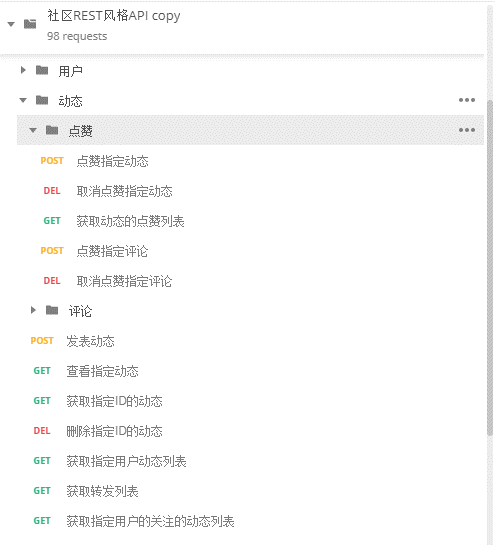 社区REST风格API copy
98 requests
用户
动态
点赞
POST 点赞指定动态
DEL 取消点赞指定动态
GET 获取动态的点赞列表
POST 点赞指定评论
DEL 取消点赞指定评论
评论
POST 发表动态
GET 查看指定动态
GET 获取指定ID的动态
DEL 删除指定ID的动态
GET 获取指定用户动态列表
GET 获取转发列表
GET 获取指定用户的关注的动态列表